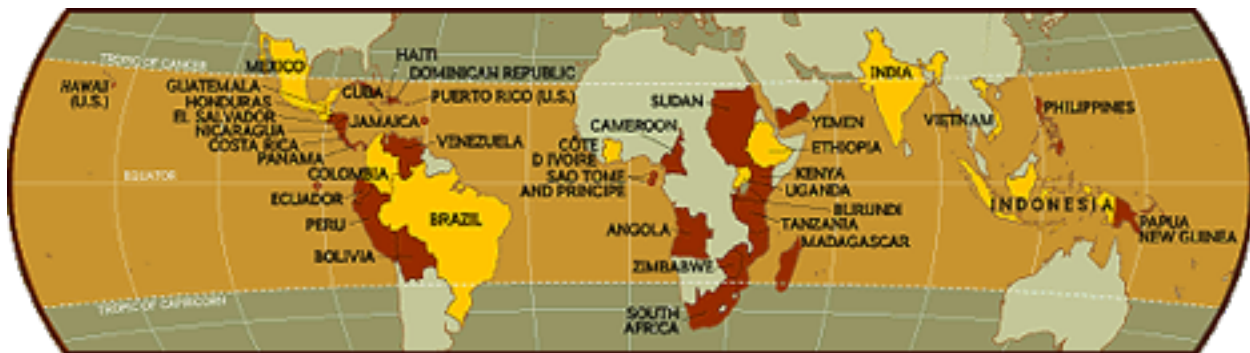 TROPIC OF CANCER
HAWAII
(U.S.)
MEXICO
GUATEMALA
HONDURAS
EL SALVADOR
NICARAGUA
COSTA RICA
PANAMA
HAITI
DOMINICAN REPUBLIC
CUBA
PUERTO RICO (U.S.)
JAMAICA
VENEZUELA
COLOMBIA
EQUATOR
ECUADOR
PERU
BRAZIL
BOLIVIA
TROPIC OF CAPRICORN
SUDAN
CAMEROON
CÔTE
D IVOIRE
SAO TOME
AND PRINCIPE
YEMEN
ETHIOPIA
KENYA
UGANDA
BURUNDI
TANZANIA
MADAGASCAR
ANGOLA
ZIMBABWE
SOUTH
AFRICA
INDIA
VIETNAM
PHILIPPINES
INDONESIA
PAPUA
NEW GUINEA